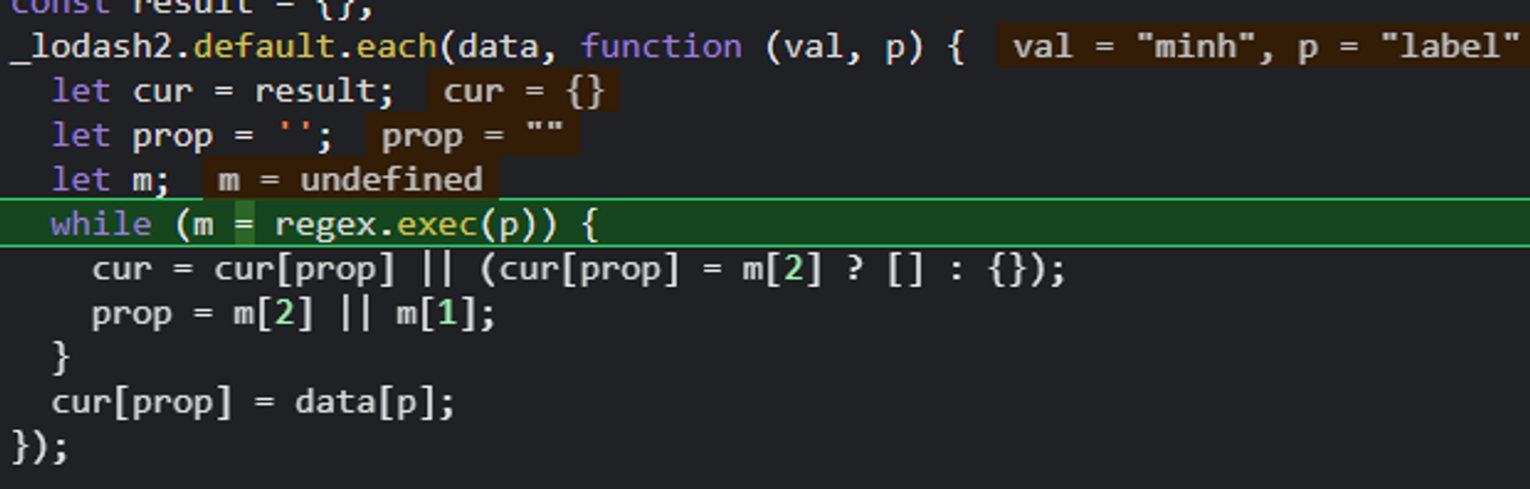 const result = {},
_lodash2.default.each(data, function (val, p) { val = "minh", p = "label"
let cur = result; cur = {}
let prop = ''; prop = ""
let m; m = undefined
while (m = regex.exec(p)) {
cur = cur[prop] || (cur[prop] = m[2] ? [] : {});
prop = m[2] || m[1];
}
cur[prop] = data[p];
});